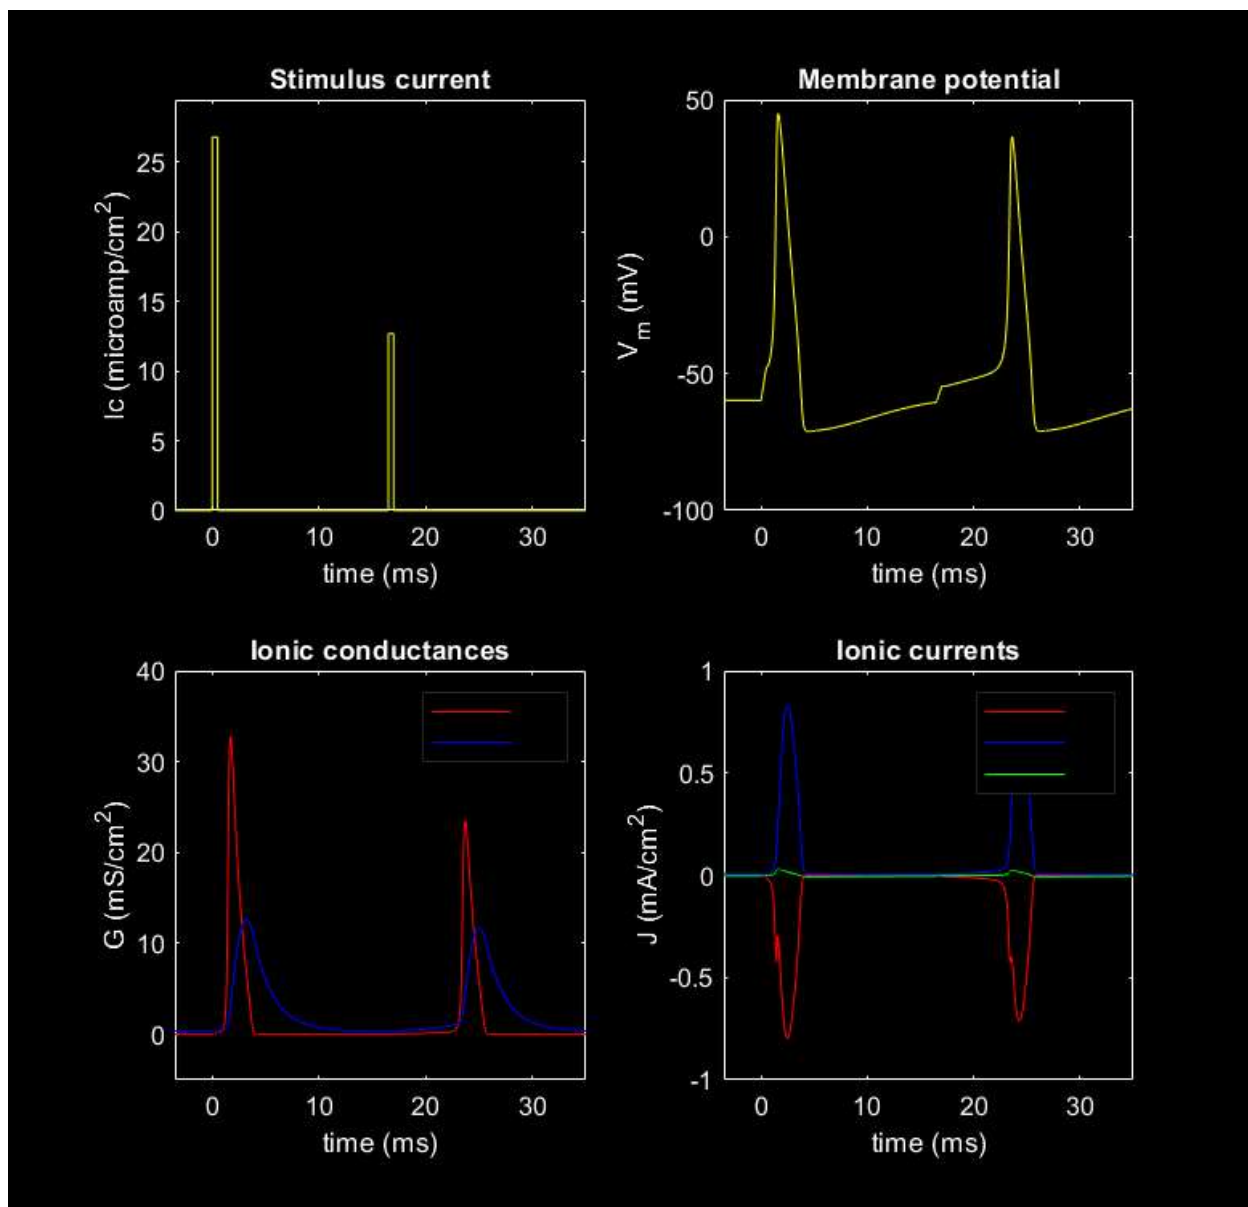 Stimulus current
Ic (microamp/cm²)
25
20
15
10
5
0
0 10 20 30
time (ms)
Membrane potential
Vₘ (mV)
50
0
-50
-100
0 10 20 30
time (ms)
Ionic conductances
G (mS/cm²)
40
30
20
10
0
0 10 20 30
time (ms)
Ionic currents
J (mA/cm²)
1
0.5
0
-0.5
-1
0 10 20 30
time (ms)